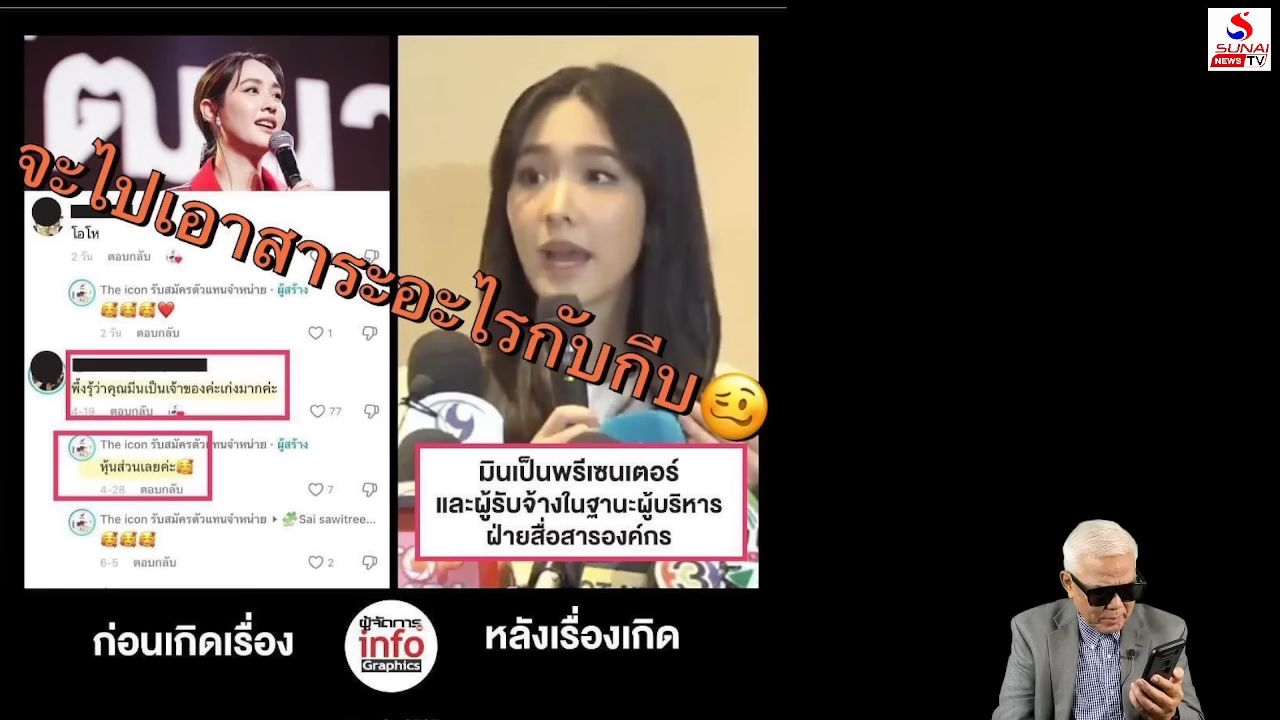 SUNAI
NEWS TV
ฒนา
จะไปเอาสาระอะไรกับกีบ🥴
โอโห
2 วัน ตอบกลับ
The icon รับสมัครตัวแทนจำหน่าย · ผู้สร้าง
🥰🥰🥰❤️
2 วัน ตอบกลับ 1
พึ่งรู้ว่าคุณมีนเป็นเจ้าของค่ะเก่งมากค่ะ
4-19 ตอบกลับ 77
The icon รับสมัครตัวแทนจำหน่าย · ผู้สร้าง
หุ้นส่วนเลยค่ะ🥰
4-28 ตอบกลับ 7
The icon รับสมัครตัวแทนจำหน่าย ▸ 🍀Sai sawitree...
🥰🥰🥰
6-5 ตอบกลับ 2
มินเป็นพรีเซนเตอร์
และผู้รับจ้างในฐานะผู้บริหาร
ฝ่ายสื่อสารองค์กร
3
ก่อนเกิดเรื่อง
ผู้จัดการ
info
Graphics
หลังเรื่องเกิด